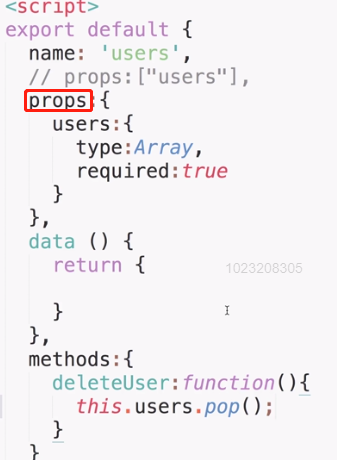 <script>
export default {
name: 'users',
// props:["users"],
props:{
users:{
type:Array,
required:true
}
},
data () {
return {
1023208305
}
},
methods:{
deleteUser:function(){
this.users.pop();
}
}